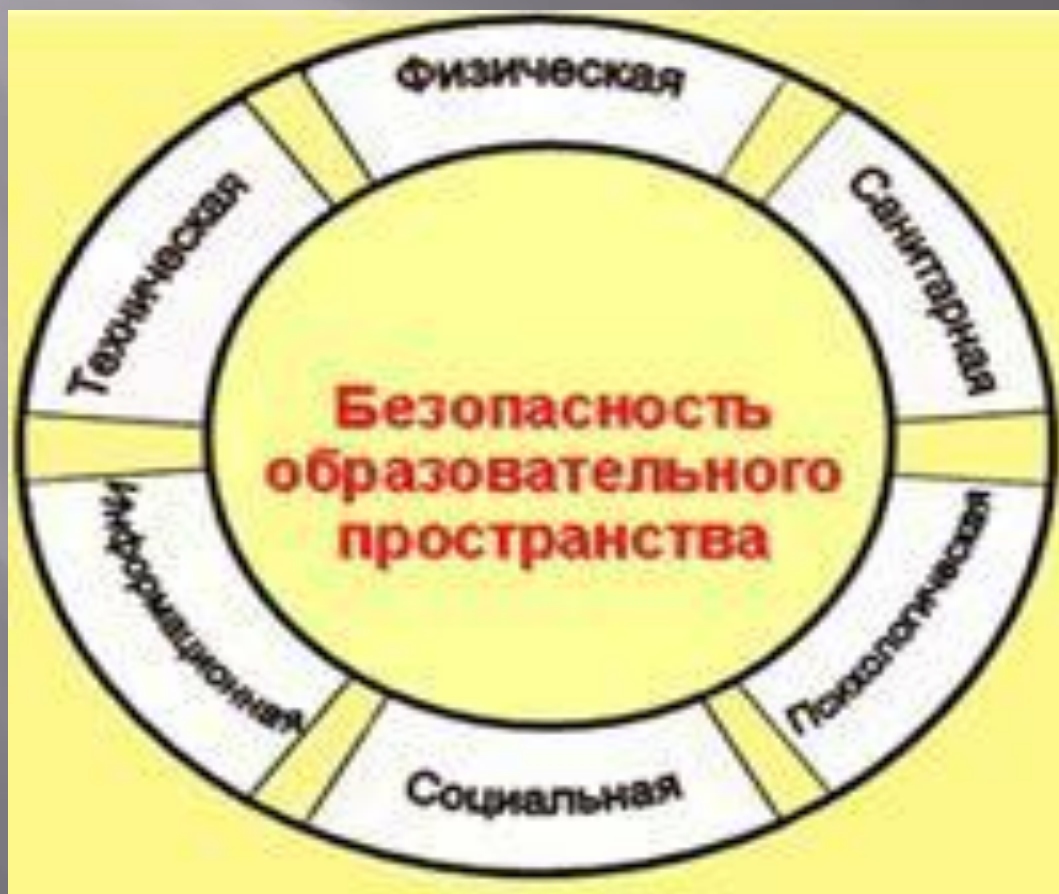 Физическая
Санитарная
Психологическая
Социальная
Информационная
Техническая
Безопасность
образовательного
пространства